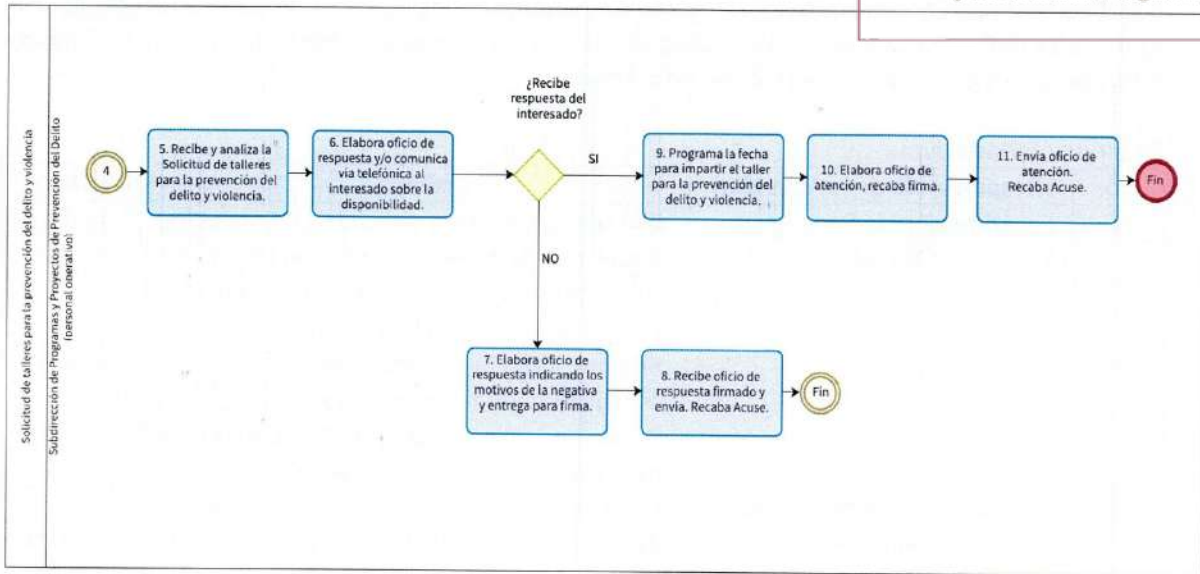 Solicitud de talleres para la prevención del delito y violencia
Subdirección de Programas y Proyectos de Prevención del Delito
(personal operativo)
4
5. Recibe y analiza la
Solicitud de talleres
para la prevención del
delito y violencia.
6. Elabora oficio de
respuesta y/o comunica
vía telefónica al
interesado sobre la
disponibilidad.
¿Recibe
respuesta del
interesado?
SI
9. Programa la fecha
para impartir el taller
para la prevención del
delito y violencia.
10. Elabora oficio de
atención, recaba firma.
11. Envía oficio de
atención.
Recaba Acuse.
Fin
NO
7. Elabora oficio de
respuesta indicando los
motivos de la negativa
y entrega para firma.
8. Recibe oficio de
respuesta firmado y
envía. Recaba Acuse.
Fin